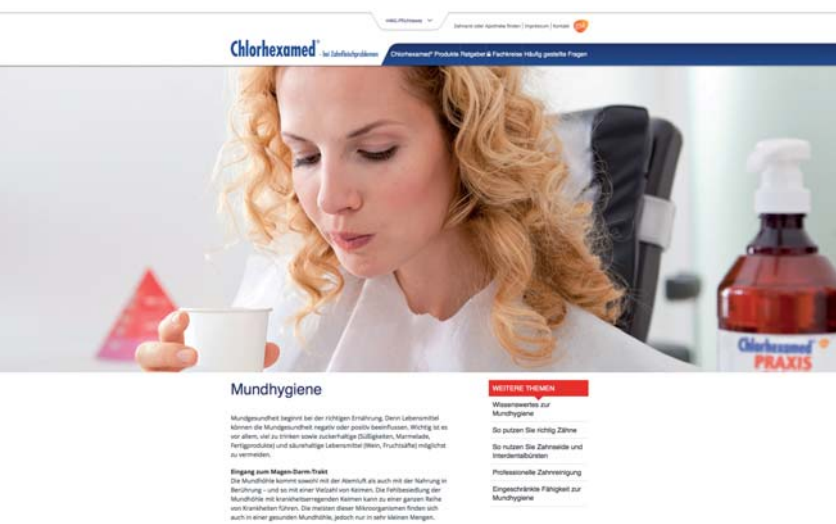 HWG-Pflichttexte
Zahnarzt oder Apotheke finden | Impressum | Kontakt
gsk
Chlorhexamed® - bei Zahnfleischproblemen
Chlorhexamed® Produkte Ratgeber & Fachkreise Häufig gestellte Fragen
Chlorhexamed®
PRAXIS
Mundhygiene
Mundgesundheit beginnt bei der richtigen Ernährung. Denn Lebensmittel
können die Mundgesundheit negativ oder positiv beeinflussen. Wichtig ist es
vor allem, viel zu trinken sowie zuckerhaltige (Süßigkeiten, Marmelade,
Fertigprodukte) und säurehaltige Lebensmittel (Wein, Fruchtsäfte) möglichst
zu vermeiden.
Eingang zum Magen-Darm-Trakt
Die Mundhöhle kommt sowohl mit der Atemluft als auch mit der Nahrung in
Berührung – und so mit einer Vielzahl von Keimen. Die Fehlbesiedlung der
Mundhöhle mit krankheitserregenden Keimen kann zu einer ganzen Reihe
von Krankheiten führen. Die meisten dieser Mikroorganismen finden sich
auch in einer gesunden Mundhöhle, jedoch nur in sehr kleinen Mengen.
WEITERE THEMEN
Wissenswertes zur
Mundhygiene
So putzen Sie richtig Zähne
So nutzen Sie Zahnseide und
Interdentalbürsten
Professionelle Zahnreinigung
Eingeschränkte Fähigkeit zur
Mundhygiene